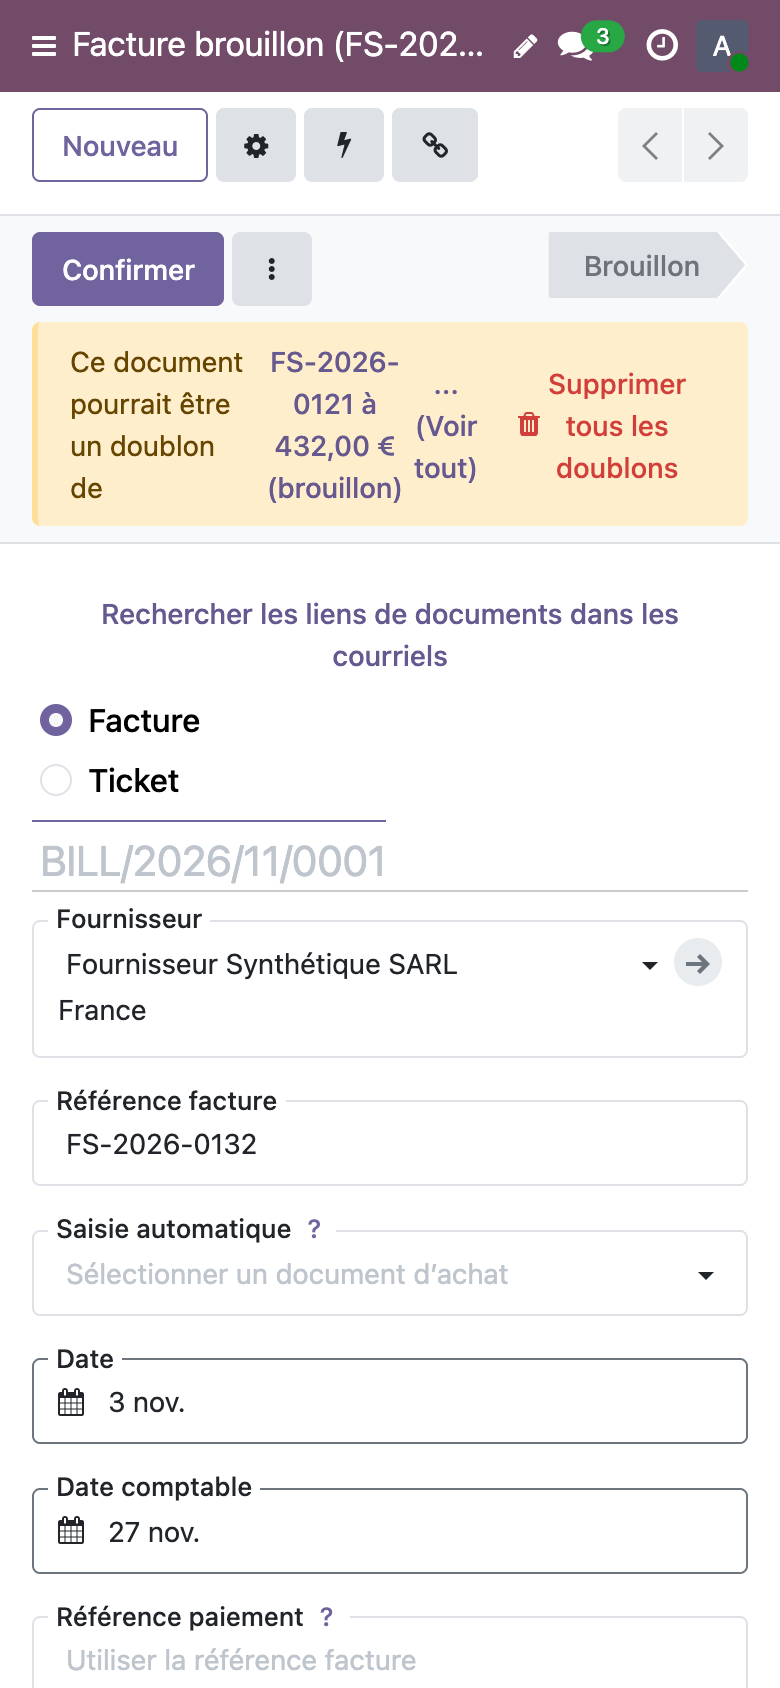 Facture brouillon (FS-202...
3
A
Nouveau
Confirmer
Brouillon
Ce document
pourrait être
un doublon
de
FS-2026-
0121 à
432,00 €
(brouillon)
...
(Voir
tout)
Supprimer
tous les
doublons
Rechercher les liens de documents dans les
courriels
Facture
Ticket
BILL/2026/11/0001
Fournisseur
Fournisseur Synthétique SARL
France
Référence facture
FS-2026-0132
Saisie automatique ?
Sélectionner un document d’achat
Date
3 nov.
Date comptable
27 nov.
Référence paiement ?
Utiliser la référence facture